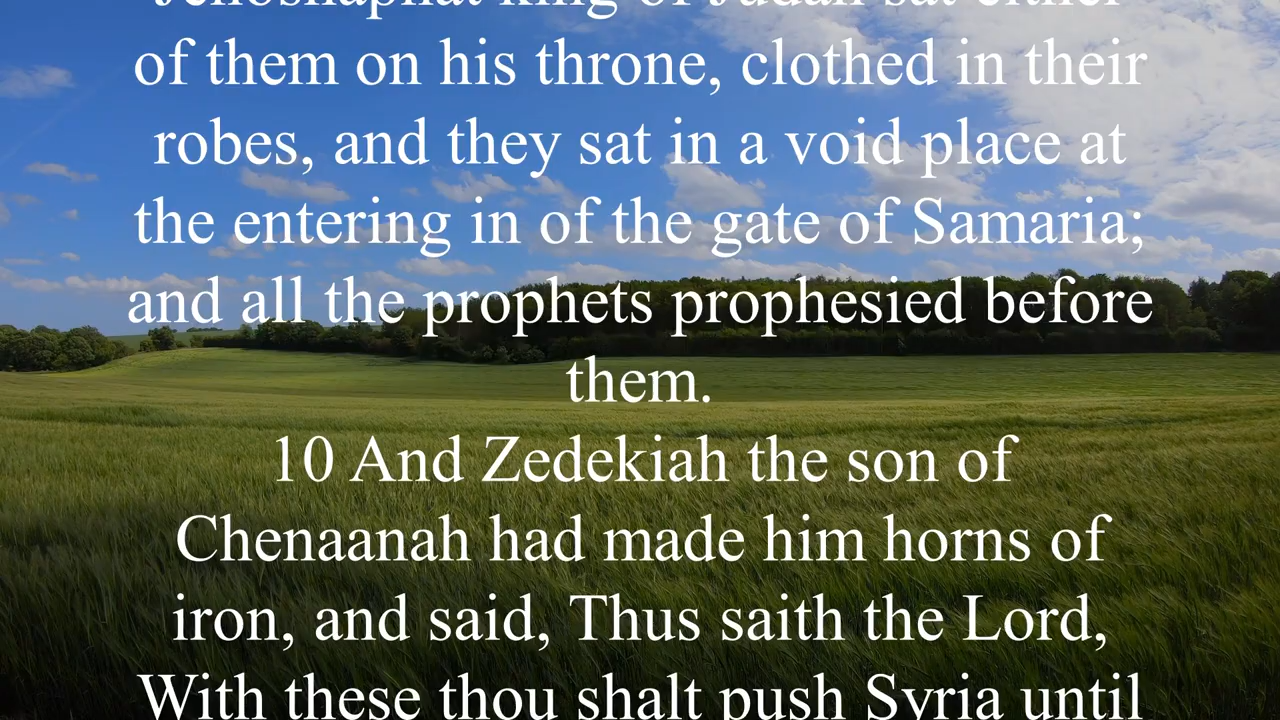 Jehoshaphat king of Judah sat either
of them on his throne, clothed in their
robes, and they sat in a void place at
the entering in of the gate of Samaria;
and all the prophets prophesied before
them.
10 And Zedekiah the son of
Chenaanah had made him horns of
iron, and said, Thus saith the Lord,
With these thou shalt push Syria until